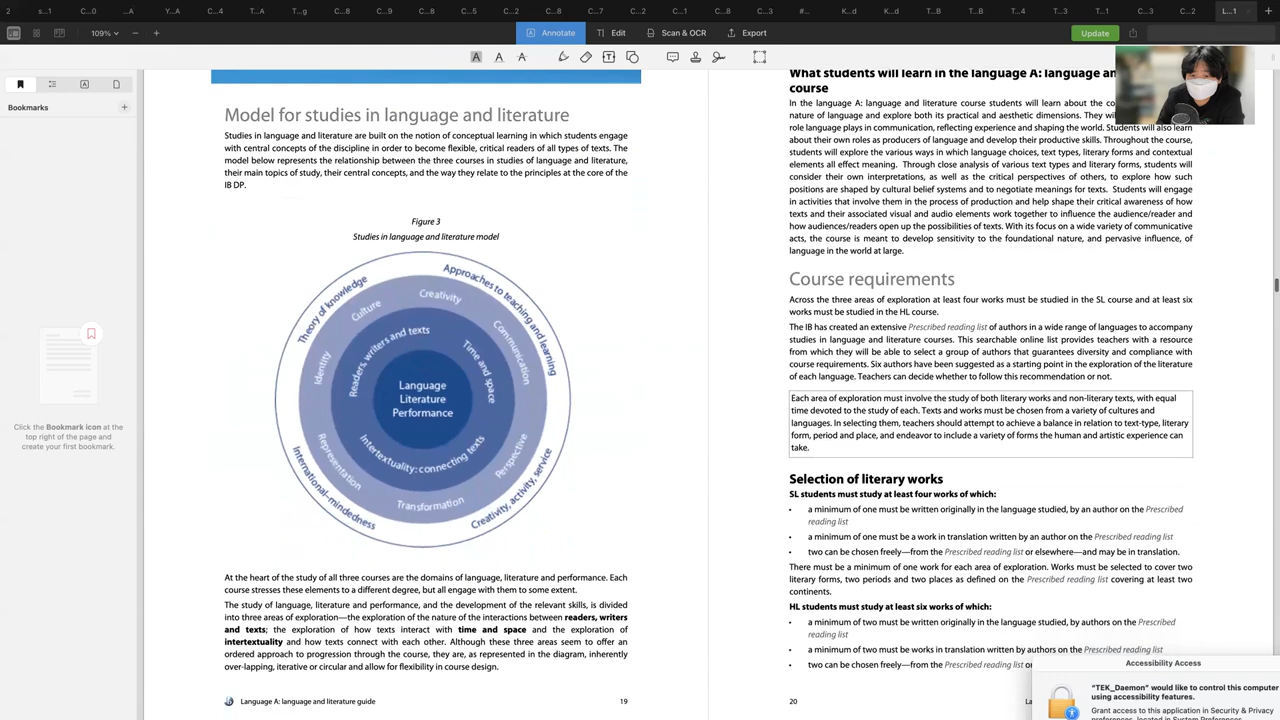 2
C...0
...A
Y...A
C...4
C...D
C...7
C...2
C...1
C...8
C...3
#...
K...d
K...d
B...8
C...1
E...3
C...3
C...2
L...1
109%
Annotate
Edit
Scan & OCR
Export
Update
Bookmarks
Click the Bookmark icon at the
top right of the page and
create your first bookmark.
Model for studies in language and literature
Studies in language and literature are built on the notion of conceptual learning in which students engage
with central concepts of the discipline in order to become flexible, critical readers of all types of texts. The
model below represents the relationship between the three courses in studies of language and literature,
their main topics of study, their central concepts, and the way they relate to the principles at the core of the
IB DP.
Figure 3
Studies in language and literature model
Theory of knowledge
Approaches to teaching and learning
Creativity, activity, service
International-mindedness
Culture
Creativity
Communication
Perspective
Transformation
Representation
Identity
Readers, writers and texts
Time and space
Intertextuality: connecting texts
Language
Literature
Performance
At the heart of the study of all three courses are the domains of language, literature and performance. Each
course stresses these elements to a different degree, but all engage with them to some extent.
The study of language, literature and performance, and the development of the relevant skills, is divided
into three areas of exploration—the exploration of the nature of the interactions between readers, writers
and texts; the exploration of how texts interact with time and space and the exploration of
intertextuality and how texts connect with each other. Although these three areas seem to offer an
ordered approach to progression through the course, they are, as represented in the diagram, inherently
over-lapping, iterative or circular and allow for flexibility in course design.
Language A: language and literature guide
19
What students will learn in the language A: language an
course
In the language A: language and literature course students will learn about the co
nature of language and explore both its practical and aesthetic dimensions. They wi
role language plays in communication, reflecting experience and shaping the world. Students will also learn
about their own roles as producers of language and develop their productive skills. Throughout the course,
students will explore the various ways in which language choices, text types, literary forms and contextual
elements all effect meaning. Through close analysis of various text types and literary forms, students will
consider their own interpretations, as well as the critical perspectives of others, to explore how such
positions are shaped by cultural belief systems and to negotiate meanings for texts. Students will engage
in activities that involve them in the process of production and help shape their critical awareness of how
texts and their associated visual and audio elements work together to influence the audience/reader and
how audiences/readers open up the possibilities of texts. With its focus on a wide variety of communicative
acts, the course is meant to develop sensitivity to the foundational nature, and pervasive influence, of
language in the world at large.
Course requirements
Across the three areas of exploration at least four works must be studied in the SL course and at least six
works must be studied in the HL course.
The IB has created an extensive Prescribed reading list of authors in a wide range of languages to accompany
studies in language and literature courses. This searchable online list provides teachers with a resource
from which they will be able to select a group of authors that guarantees diversity and compliance with
course requirements. Six authors have been suggested as a starting point in the exploration of the literature
of each language. Teachers can decide whether to follow this recommendation or not.
Each area of exploration must involve the study of both literary works and non-literary texts, with equal
time devoted to the study of each. Texts and works must be chosen from a variety of cultures and
languages. In selecting them, teachers should attempt to achieve a balance in relation to text-type, literary
form, period and place, and endeavor to include a variety of forms the human and artistic experience can
take.
Selection of literary works
SL students must study at least four works of which:
• a minimum of one must be written originally in the language studied, by an author on the Prescribed
reading list
• a minimum of one must be a work in translation written by an author on the Prescribed reading list
• two can be chosen freely—from the Prescribed reading list or elsewhere—and may be in translation.
There must be a minimum of one work for each area of exploration. Works must be selected to cover two
literary forms, two periods and two places as defined on the Prescribed reading list covering at least two
continents.
HL students must study at least six works of which:
• a minimum of two must be written originally in the language studied, by authors on the Prescribed
reading list
• a minimum of two must be works in translation written by authors on the Prescribed reading list
• two can be chosen freely—from the Prescribed reading list o
20
La
Accessibility Access
"TEK_Daemon" would like to control this computer
using accessibility features.
Grant access to this application in Security & Privacy
preferences, located in System Preferences.